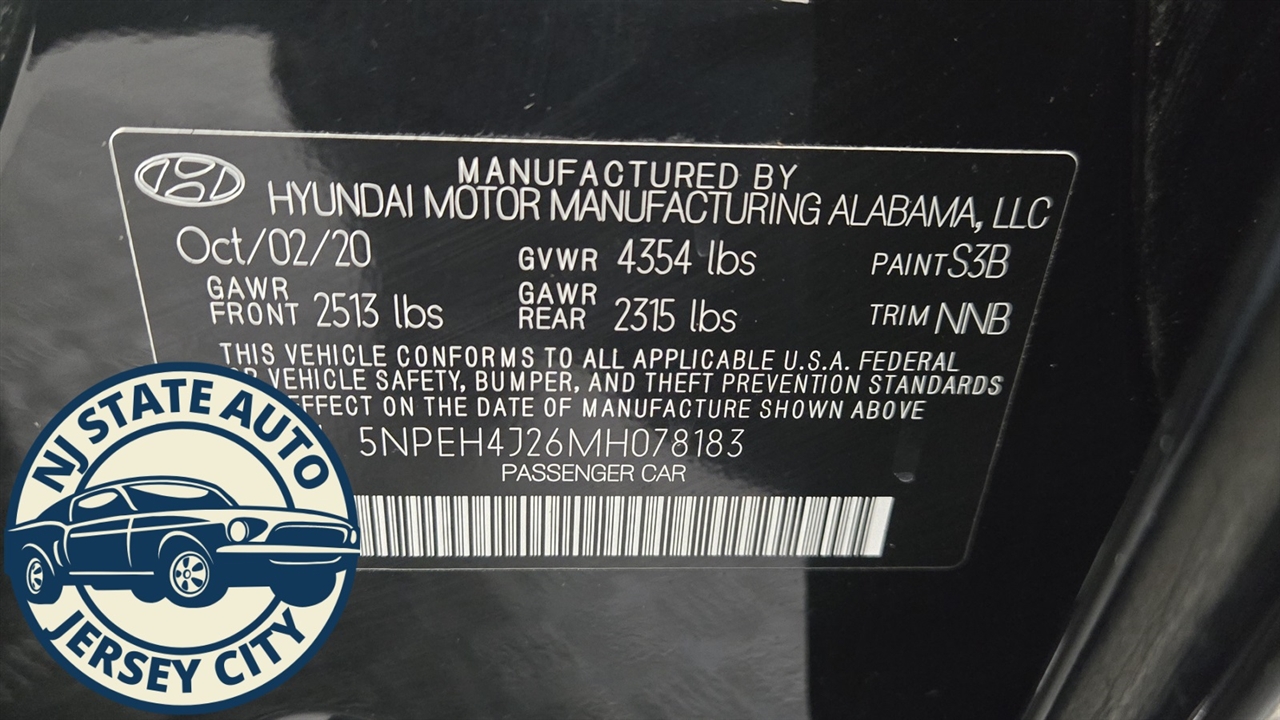 MANUFACTURED BY
HYUNDAI MOTOR MANUFACTURING ALABAMA, LLC
Oct/02/20 GVWR 4354 lbs PAINT S3B
GAWR FRONT 2513 lbs GAWR REAR 2315 lbs TRIM NNB
THIS VEHICLE CONFORMS TO ALL APPLICABLE U.S.A. FEDERAL
VEHICLE SAFETY, BUMPER, AND THEFT PREVENTION STANDARDS
EFFECT ON THE DATE OF MANUFACTURE SHOWN ABOVE
5NPEH4J26MH078183
PASSENGER CAR
NJ STATE AUTO
JERSEY CITY